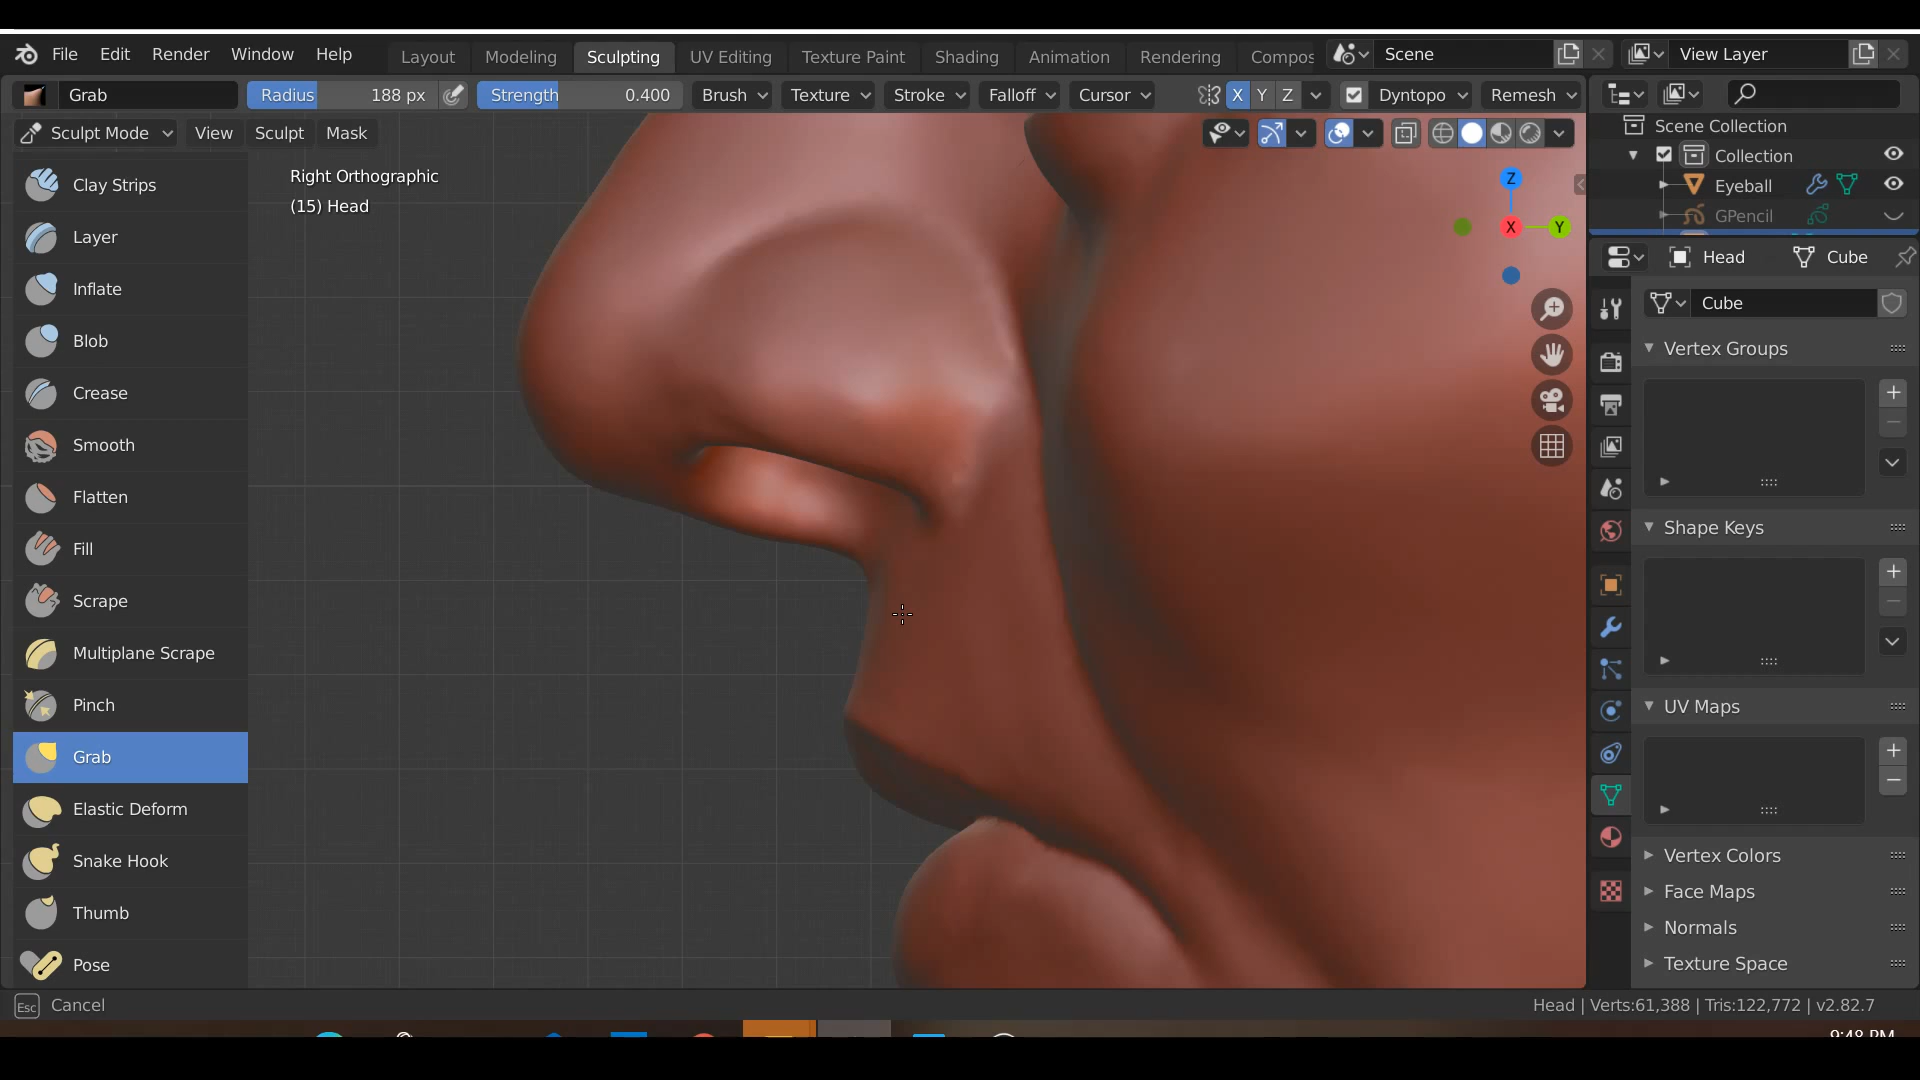 File Edit Render Window Help Layout Modeling Sculpting UV Editing Texture Paint Shading Animation Rendering Compos Scene View Layer
Grab Radius 188 px Strength 0.400 Brush Texture Stroke Falloff Cursor X Y Z Dyntopo Remesh
Sculpt Mode View Sculpt Mask
Right Orthographic
(15) Head
Clay Strips
Layer
Inflate
Blob
Crease
Smooth
Flatten
Fill
Scrape
Multiplane Scrape
Pinch
Grab
Elastic Deform
Snake Hook
Thumb
Pose
Z
X
Y
Scene Collection
Collection
Eyeball
GPencil
Head Cube
Cube
Vertex Groups
Shape Keys
UV Maps
Vertex Colors
Face Maps
Normals
Texture Space
Esc Cancel
Head | Verts:61,388 | Tris:122,772 | v2.82.7
9:48 PM